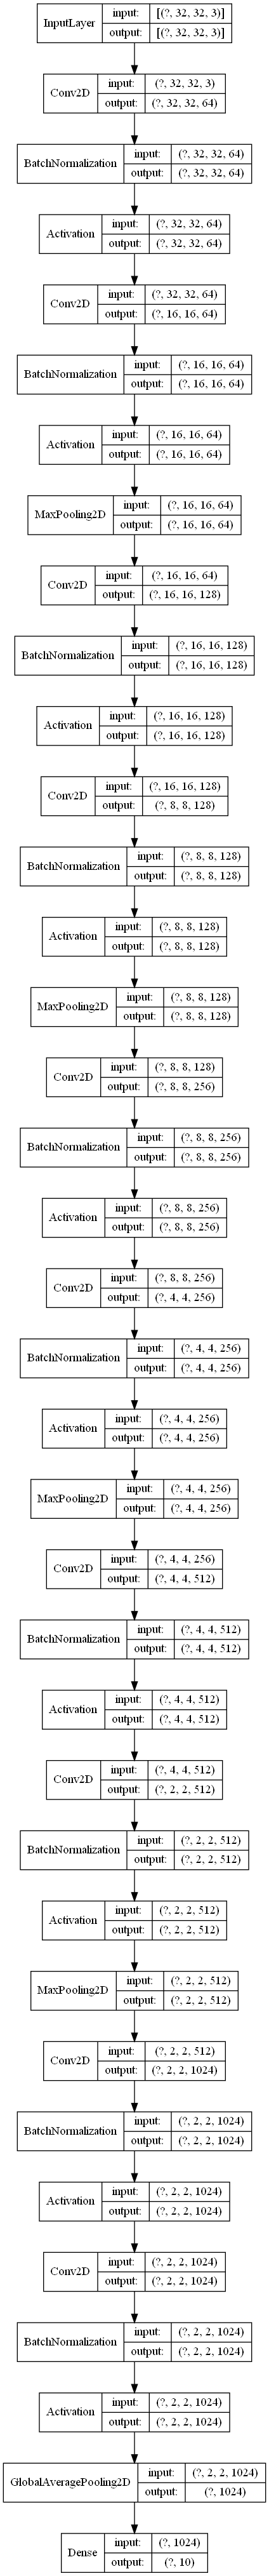 InputLayer input: [(?, 32, 32, 3)]
output: [(?, 32, 32, 3)]
Conv2D input: (?, 32, 32, 3)
output: (?, 32, 32, 64)
BatchNormalization input: (?, 32, 32, 64)
output: (?, 32, 32, 64)
Activation input: (?, 32, 32, 64)
output: (?, 32, 32, 64)
Conv2D input: (?, 32, 32, 64)
output: (?, 16, 16, 64)
BatchNormalization input: (?, 16, 16, 64)
output: (?, 16, 16, 64)
Activation input: (?, 16, 16, 64)
output: (?, 16, 16, 64)
MaxPooling2D input: (?, 16, 16, 64)
output: (?, 16, 16, 64)
Conv2D input: (?, 16, 16, 64)
output: (?, 16, 16, 128)
BatchNormalization input: (?, 16, 16, 128)
output: (?, 16, 16, 128)
Activation input: (?, 16, 16, 128)
output: (?, 16, 16, 128)
Conv2D input: (?, 16, 16, 128)
output: (?, 8, 8, 128)
BatchNormalization input: (?, 8, 8, 128)
output: (?, 8, 8, 128)
Activation input: (?, 8, 8, 128)
output: (?, 8, 8, 128)
MaxPooling2D input: (?, 8, 8, 128)
output: (?, 8, 8, 128)
Conv2D input: (?, 8, 8, 128)
output: (?, 8, 8, 256)
BatchNormalization input: (?, 8, 8, 256)
output: (?, 8, 8, 256)
Activation input: (?, 8, 8, 256)
output: (?, 8, 8, 256)
Conv2D input: (?, 8, 8, 256)
output: (?, 4, 4, 256)
BatchNormalization input: (?, 4, 4, 256)
output: (?, 4, 4, 256)
Activation input: (?, 4, 4, 256)
output: (?, 4, 4, 256)
MaxPooling2D input: (?, 4, 4, 256)
output: (?, 4, 4, 256)
Conv2D input: (?, 4, 4, 256)
output: (?, 4, 4, 512)
BatchNormalization input: (?, 4, 4, 512)
output: (?, 4, 4, 512)
Activation input: (?, 4, 4, 512)
output: (?, 4, 4, 512)
Conv2D input: (?, 4, 4, 512)
output: (?, 2, 2, 512)
BatchNormalization input: (?, 2, 2, 512)
output: (?, 2, 2, 512)
Activation input: (?, 2, 2, 512)
output: (?, 2, 2, 512)
MaxPooling2D input: (?, 2, 2, 512)
output: (?, 2, 2, 512)
Conv2D input: (?, 2, 2, 512)
output: (?, 2, 2, 1024)
BatchNormalization input: (?, 2, 2, 1024)
output: (?, 2, 2, 1024)
Activation input: (?, 2, 2, 1024)
output: (?, 2, 2, 1024)
Conv2D input: (?, 2, 2, 1024)
output: (?, 2, 2, 1024)
BatchNormalization input: (?, 2, 2, 1024)
output: (?, 2, 2, 1024)
Activation input: (?, 2, 2, 1024)
output: (?, 2, 2, 1024)
GlobalAveragePooling2D input: (?, 2, 2, 1024)
output: (?, 1024)
Dense input: (?, 1024)
output: (?, 10)